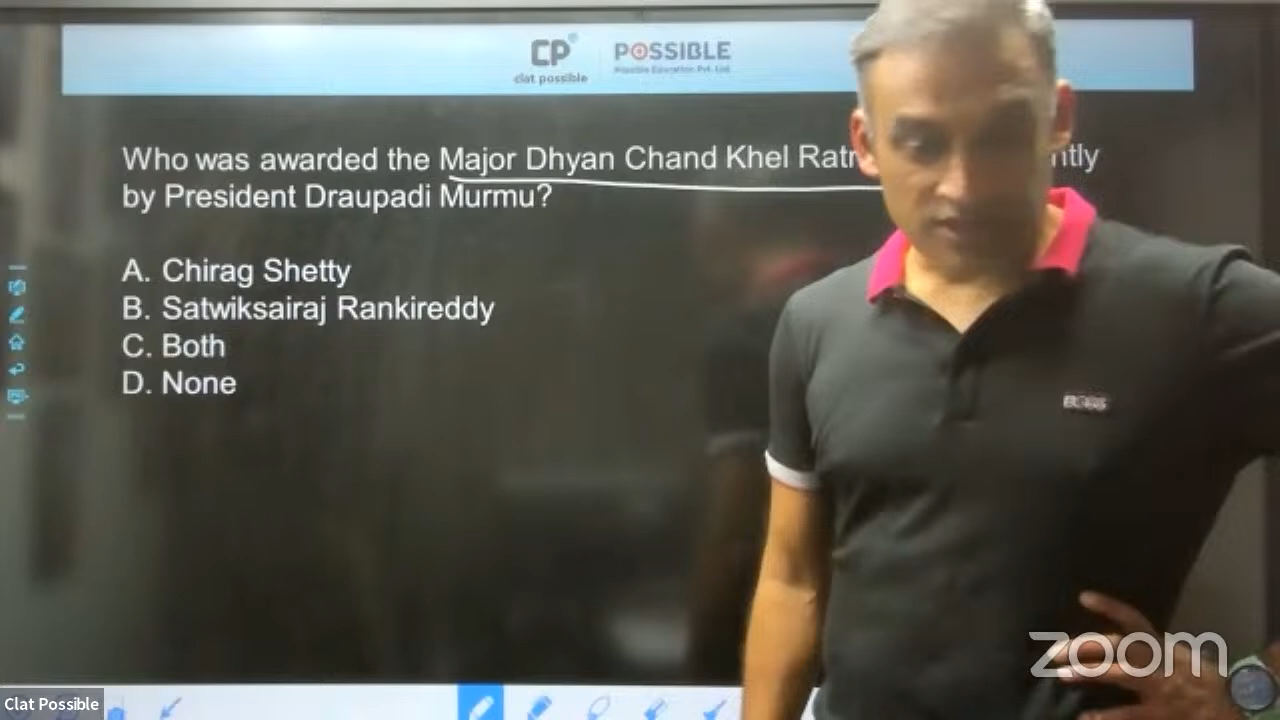 CP
clat possible
POSSIBLE
Possible Education Pvt. Ltd.
Who was awarded the Major Dhyan Chand Khel Ratn ntly
by President Draupadi Murmu?
A. Chirag Shetty
B. Satwiksairaj Rankireddy
C. Both
D. None
BOSS
zoom
Clat Possible